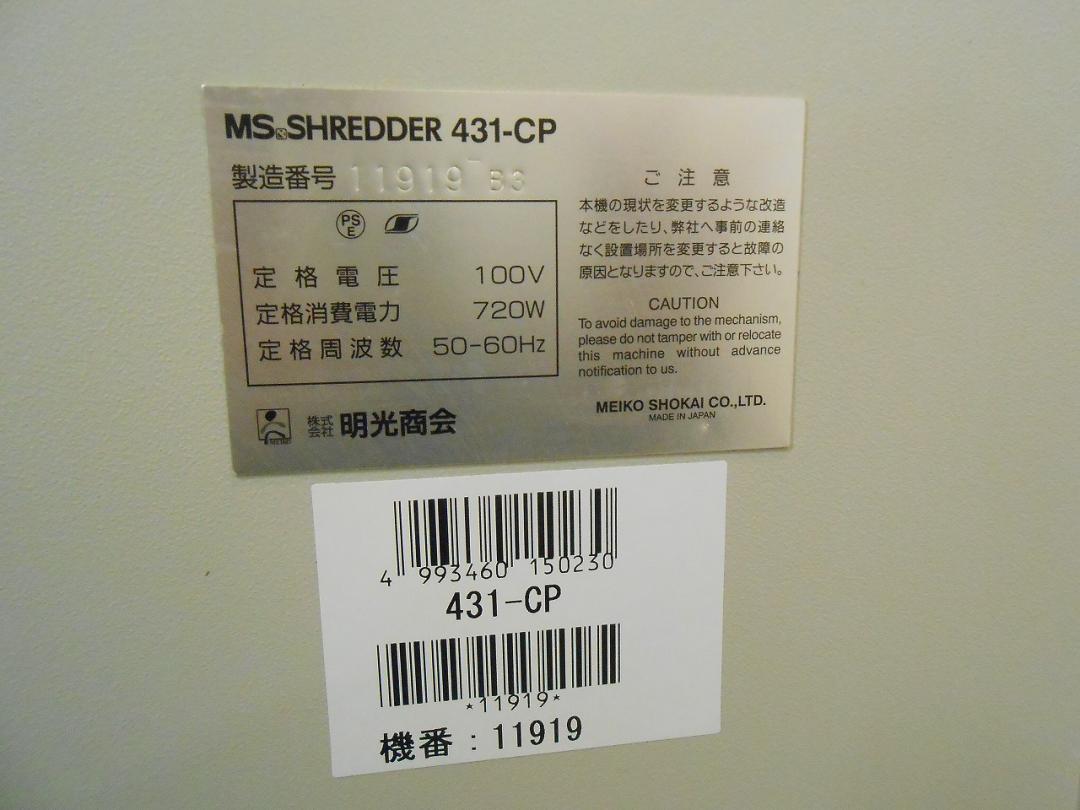 MS SHREDDER 431-CP
製造番号 11919 B3
PS
E
定格電圧 100V
定格消費電力 720W
定格周波数 50-60Hz
株式
会社 明光商会
ご注意
本機の現状を変更するような改造
などをしたり、弊社へ事前の連絡
なく設置場所を変更すると故障の
原因となりますので、ご注意下さい。
CAUTION
To avoid damage to the mechanism,
please do not tamper with or relocate
this machine without advance
notification to us.
MEIKO SHOKAI CO.,LTD.
MADE IN JAPAN
4 993460 150230
431-CP
*11919*
機番：11919